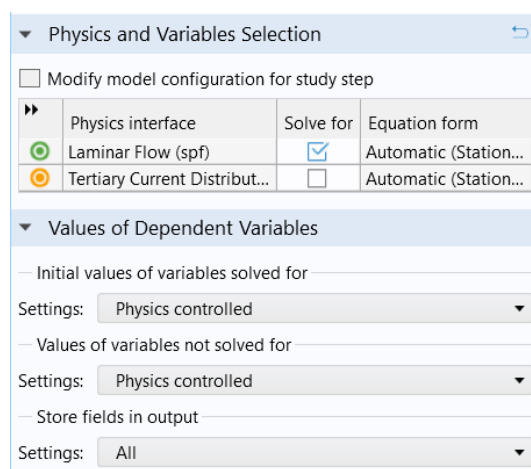 Physics and Variables Selection
Modify model configuration for study step
Physics interface Solve for Equation form
Laminar Flow (spf) Automatic (Station...
Tertiary Current Distribut... Automatic (Station...
Values of Dependent Variables
Initial values of variables solved for
Settings: Physics controlled
Values of variables not solved for
Settings: Physics controlled
Store fields in output
Settings: All